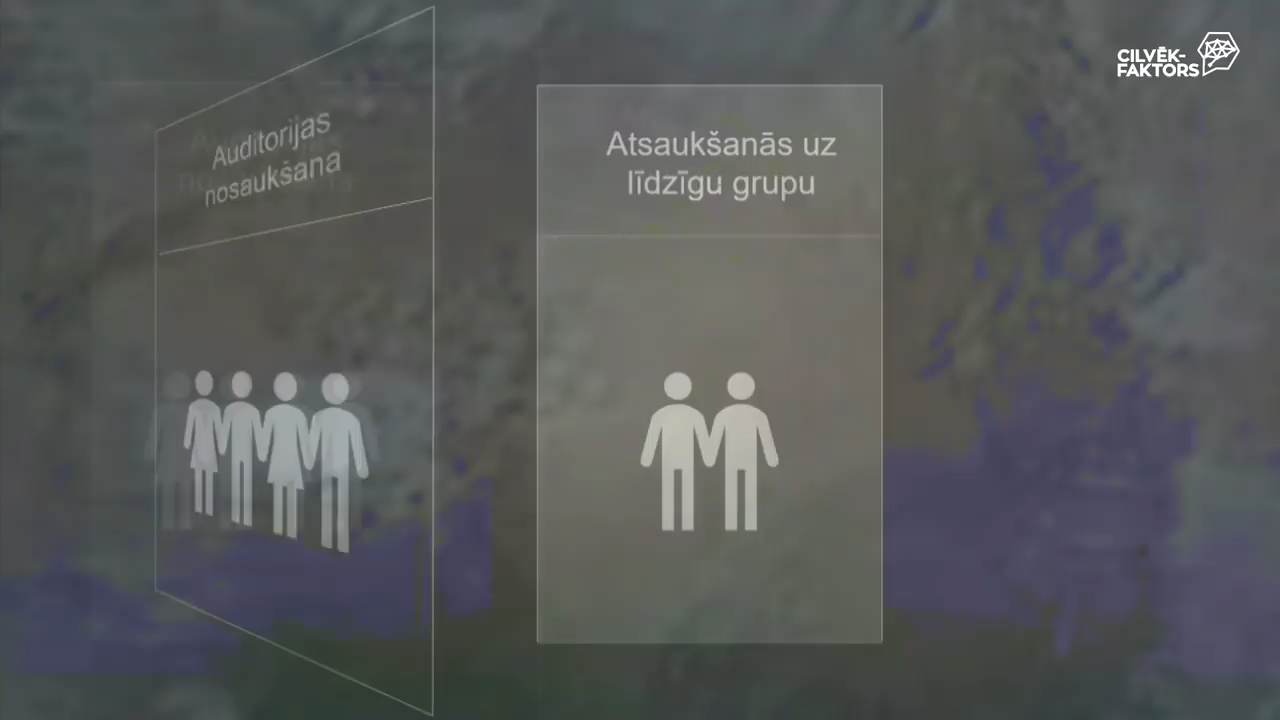 Auditorijas
nosaukšana
Atsaukšanās uz
līdzīgu grupu
CILVĒK-
FAKTORS